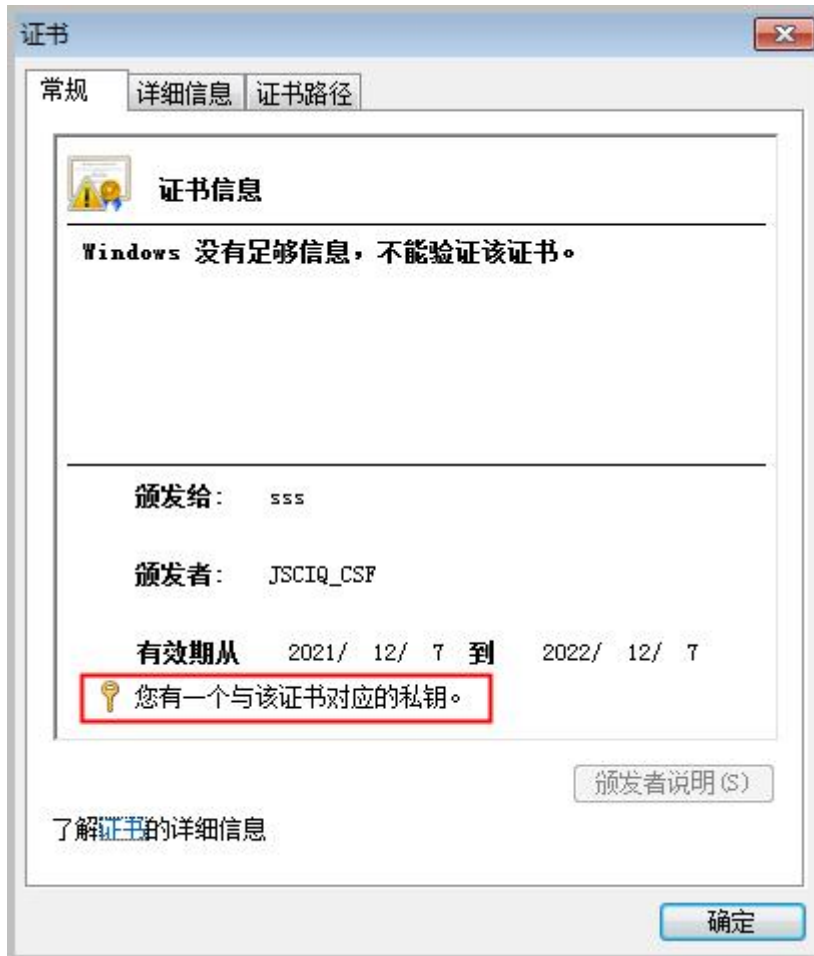 证书
常规 详细信息 证书路径
证书信息
Windows 没有足够信息，不能验证该证书。
颁发给： sss
颁发者： JSCIQ_CSF
有效期从 2021/ 12/ 7 到 2022/ 12/ 7
您有一个与该证书对应的私钥。
颁发者说明(S)
了解证书的详细信息
确定